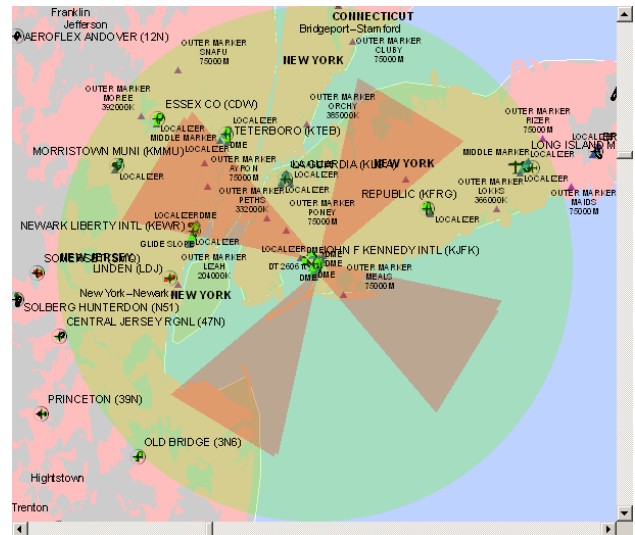 Franklin
Jefferson
AEROFLEX ANDOVER (12N)
CONNECTICUT
Bridgeport-Stamford
OUTER MARKER
CLUBY
75000M
OUTER MARKER
SNAFU
75000M
NEW YORK
OUTER MARKER
MOREE
392000K
OUTER MARKER
ORCHY
385000K
ESSEX CO (CDW)
OUTER MARKER
RIZER
75000M
LOCALIZER
LOCALIZER
TETERBORO (KTEB)
MIDDLE MARKER
DME
LONG ISLAND M
MORRISTOWN MUNI (KMMU)
LOCALIZER
LOCALIZER
MIDDLE MARKER
LOCALIZER
NEW YORK
LOCALIZER
OUTER MARKER
AYRON
75000M
REPUBLIC (KFRG)
OUTER MARKER
LOKKS
366000K
OUTER MARKER
MAIDS
75000M
OUTER MARKER
PETHS
332000K
OUTER MARKER
PONEY
75000M
LOCALIZER
LOCALIZER
DME
NEWARK LIBERTY INTL (KEWR)
GLIDE SLOPE
LOCALIZER
LOCALIZER
DME
JOHN F KENNEDY INTL (KJFK)
DME
DME
LINDEN (LDJ)
OUTER MARKER
LIZAH
204000K
OUTER MARKER
MEALS
75000M
New York-Newark
NEW YORK
SOLBERG HUNTERDON (N51)
CENTRAL JERSEY RGNL (47N)
PRINCETON (39N)
OLD BRIDGE (3N6)
Hightstown
Trenton